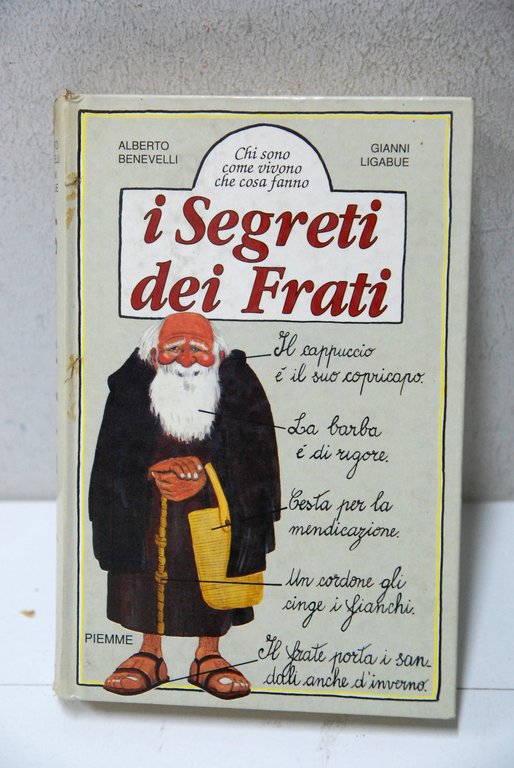 ALBERTO
BENEVELLI
GIANNI
LIGABUE
Chi sono
come vivono
che cosa fanno
i Segreti
dei Frati
Il cappuccio
é il suo copricapo.
La barba
é di rigore.
Cesta per la
mendicazione.
Un cordone gli
cinge i fianchi.
Il frate porta i san-
dali anche d'inverno.
PIEMME